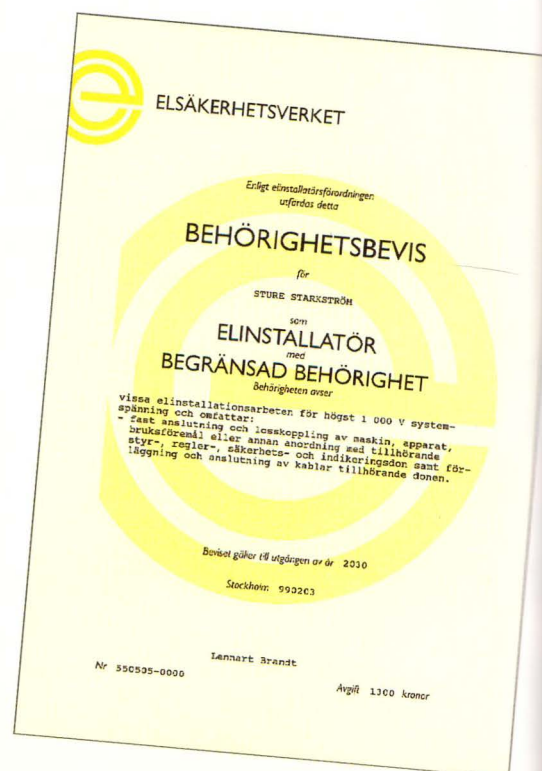 ELSÄKERHETSVERKET
Enligt elinstallatörsförordningen
utfärdas detta
BEHÖRIGHETSBEVIS
för
STURE STARKSTRÖM
som
ELINSTALLATÖR
med
BEGRÄNSAD BEHÖRIGHET
Behörigheten avser
vissa elinstallationsarbeten för högst 1 000 V system-
spänning och omfattar:
- fast anslutning och losskoppling av maskin, apparat,
bruksföremål eller annan anordning med tillhörande
styr-, regler-, säkerhets- och indikeringsdon samt för-
läggning och anslutning av kablar tillhörande donen.
Beviset gäller till utgången av år 2030
Stockholm 990203
Lennart Brandt
Nr 550505-0000
Avgift 1300 kronor